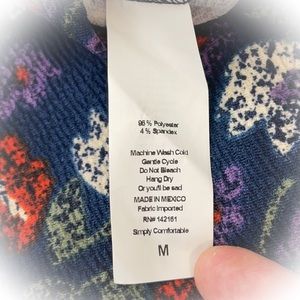 96% Polyester
4% Spandex
Machine Wash Cold
Gentle Cycle
Do Not Bleach
Hang Dry
Or you'll be sad
MADE IN MEXICO
Fabric Imported
RN# 142161
Simply Comfortable
M